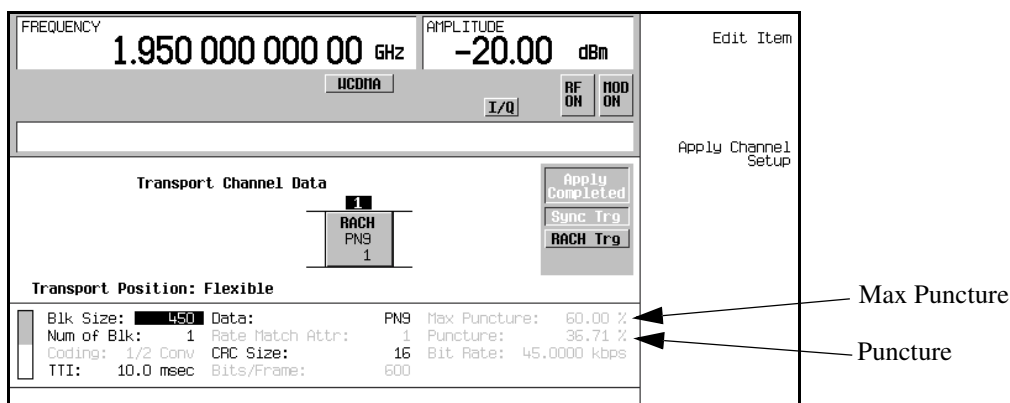 FREQUENCY
1.950 000 000 00 GHz
AMPLITUDE
-20.00 dBm
WCDMA
I/Q
RF ON
MOD ON
Edit Item
Apply Channel Setup
Transport Channel Data
1
RACH
PN9
1
Apply Completed
Sync Trg
RACH Trg
Transport Position: Flexible
Blk Size: 450 Data: PN9 Max Puncture: 60.00 %
Num of Blk: 1 Rate Match Attr: 1 Puncture: 36.71 %
Coding: 1/2 Conv CRC Size: 16 Bit Rate: 45.0000 kbps
TTI: 10.0 msec Bits/Frame: 600
Max Puncture
Puncture